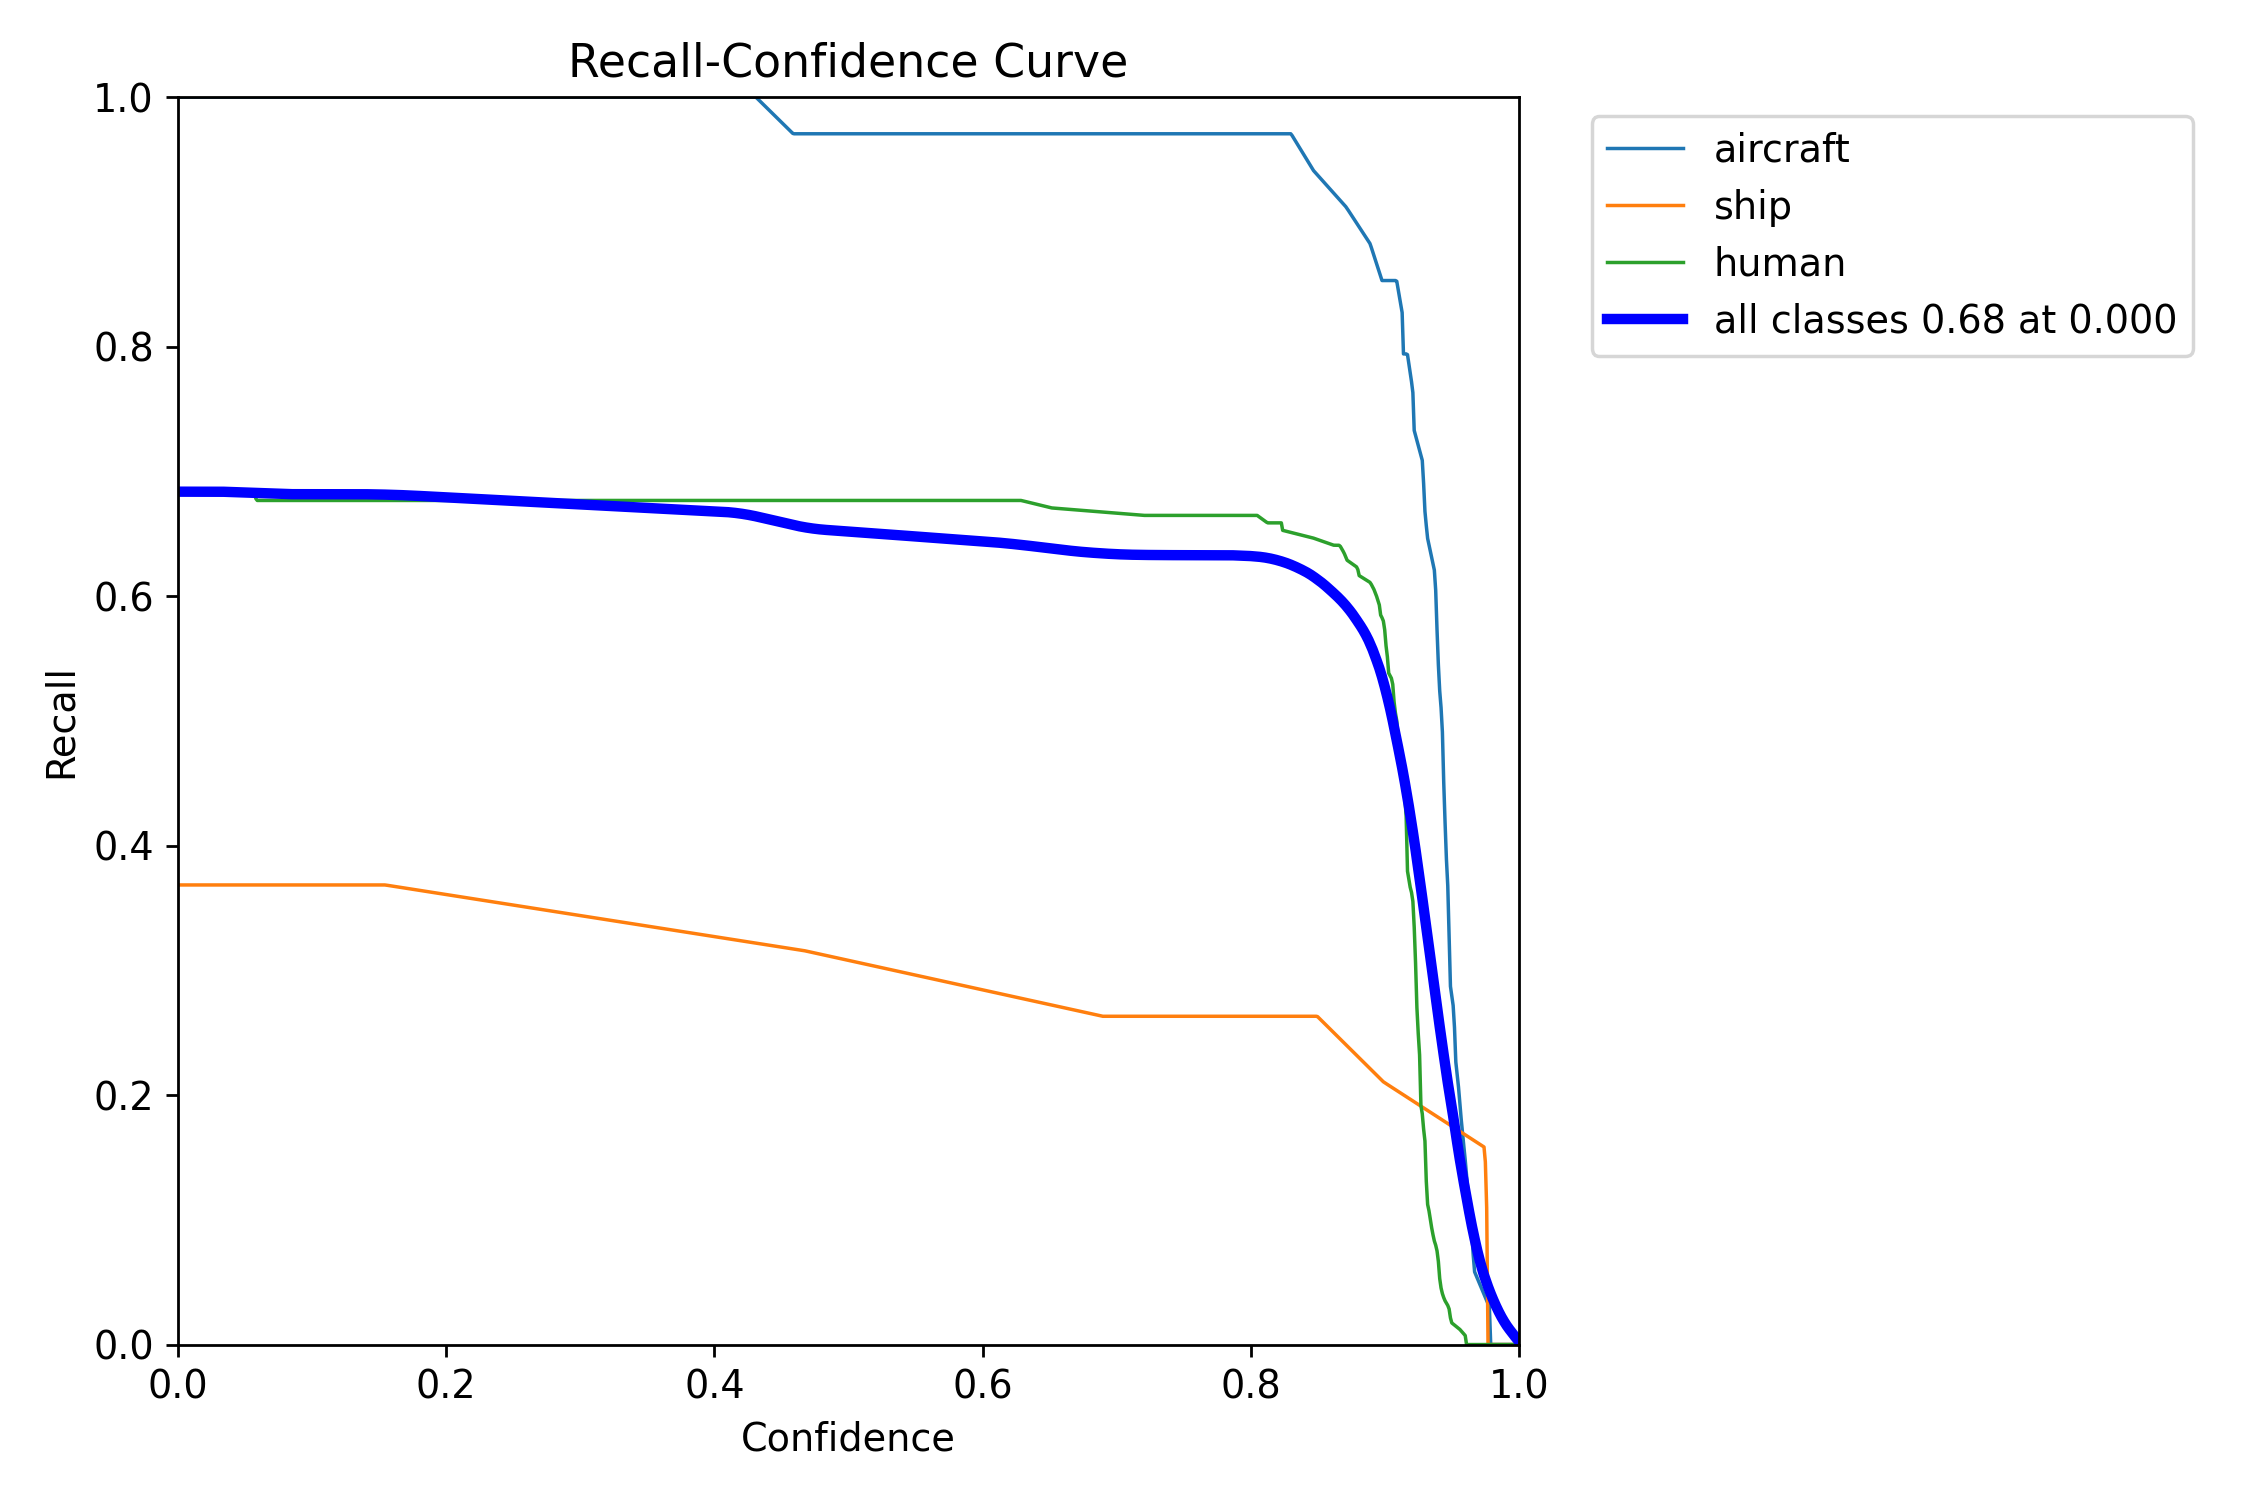 Recall-Confidence Curve
1.0
0.8
0.6
0.4
0.2
0.0
Recall
0.0 0.2 0.4 0.6 0.8 1.0
Confidence
aircraft
ship
human
all classes 0.68 at 0.000